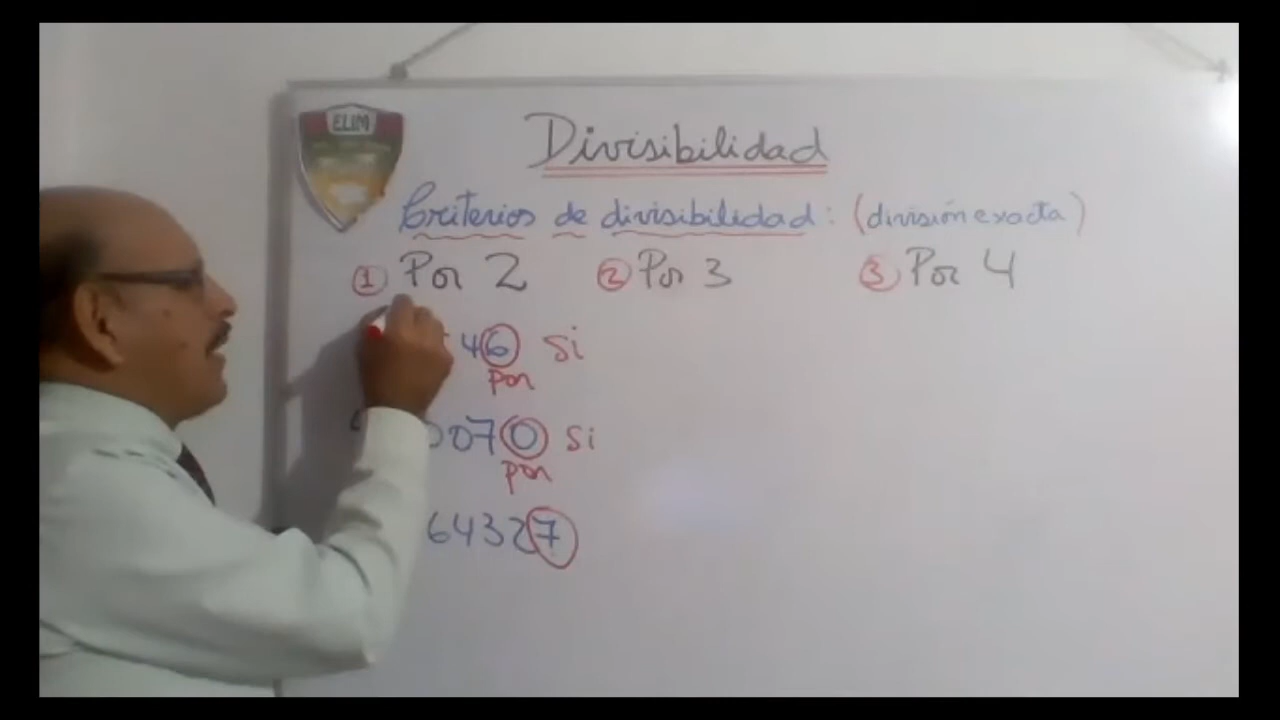 ELIM
Divisibilidad
Criterios de divisibilidad: (división exacta)
1 Por 2 2 Por 3 3 Por 4
46 si
par
0070 si
par
64327